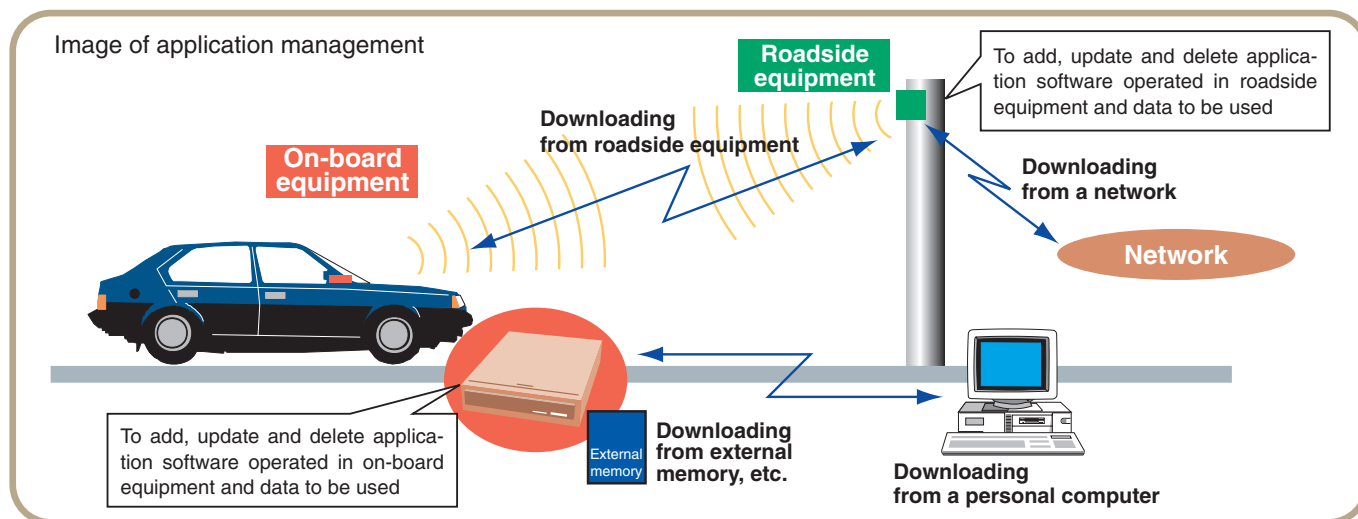 Image of application management
Roadside
equipment
To add, update and delete applica-
tion software operated in roadside
equipment and data to be used
Downloading
from roadside equipment
On-board
equipment
Downloading
from a network
Network
To add, update and delete applica-
tion software operated in on-board
equipment and data to be used
External
memory
Downloading
from external
memory, etc.
Downloading
from a personal computer